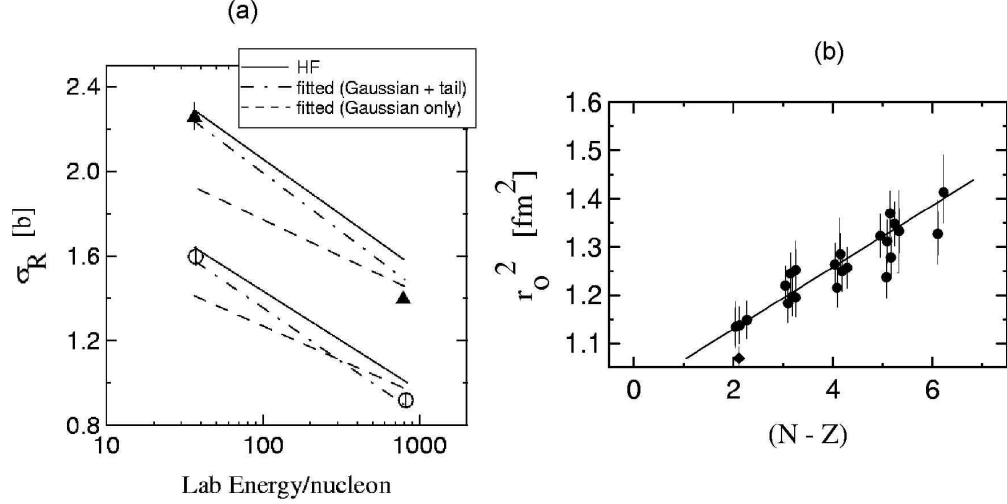 (a)
HF
fitted (Gaussian + tail)
fitted (Gaussian only)
2.4
2.0
1.6
1.2
0.8
10
100
1000
σR [b]
Lab Energy/nucleon
(b)
1.6
1.5
1.4
1.3
1.2
1.1
0
2
4
6
ro2 [fm2]
(N - Z)